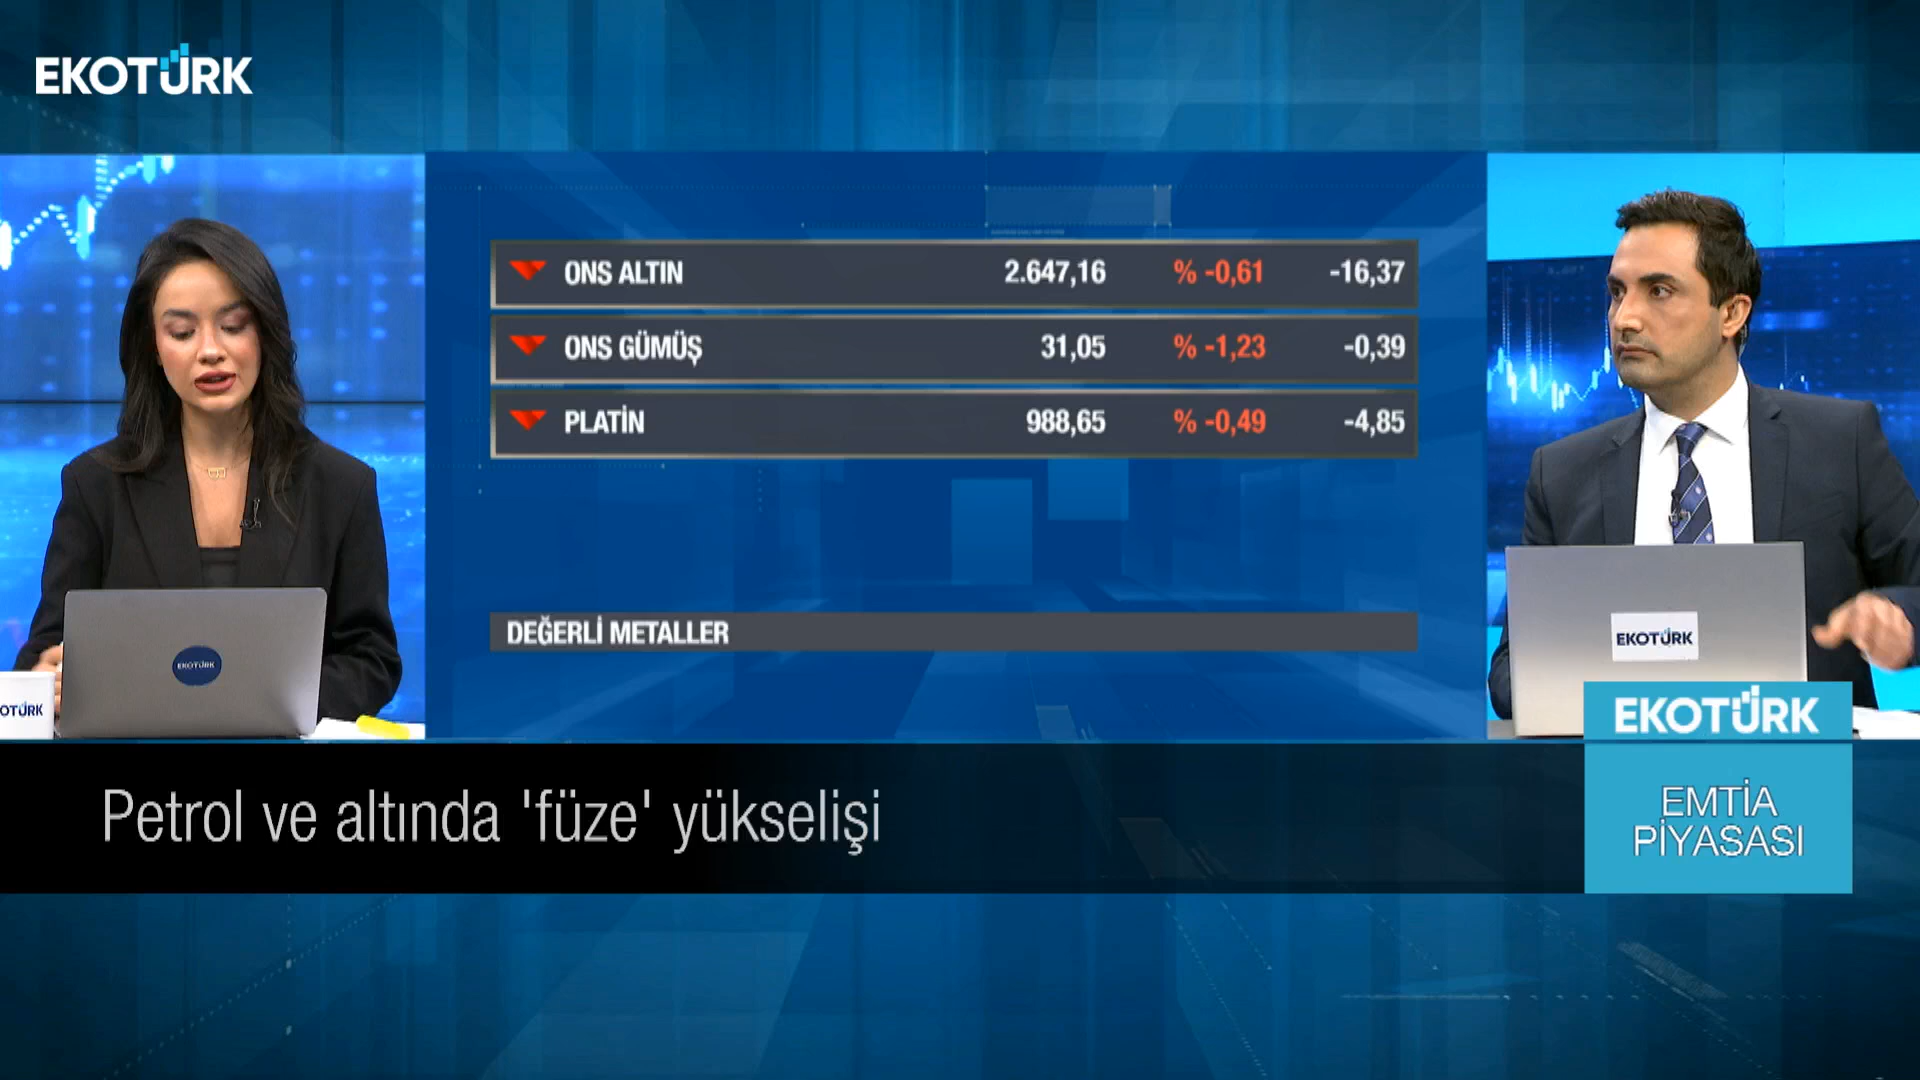 EKOTÜRK
ONS ALTIN 2.647,16 % -0,61 -16,37
ONS GÜMÜŞ 31,05 % -1,23 -0,39
PLATİN 988,65 % -0,49 -4,85
DEĞERLİ METALLER
EKOTÜRK
OTÜRK
EKOTÜRK
EKOTÜRK
Petrol ve altında 'füze' yükselişi
EMTİA
PİYASASI